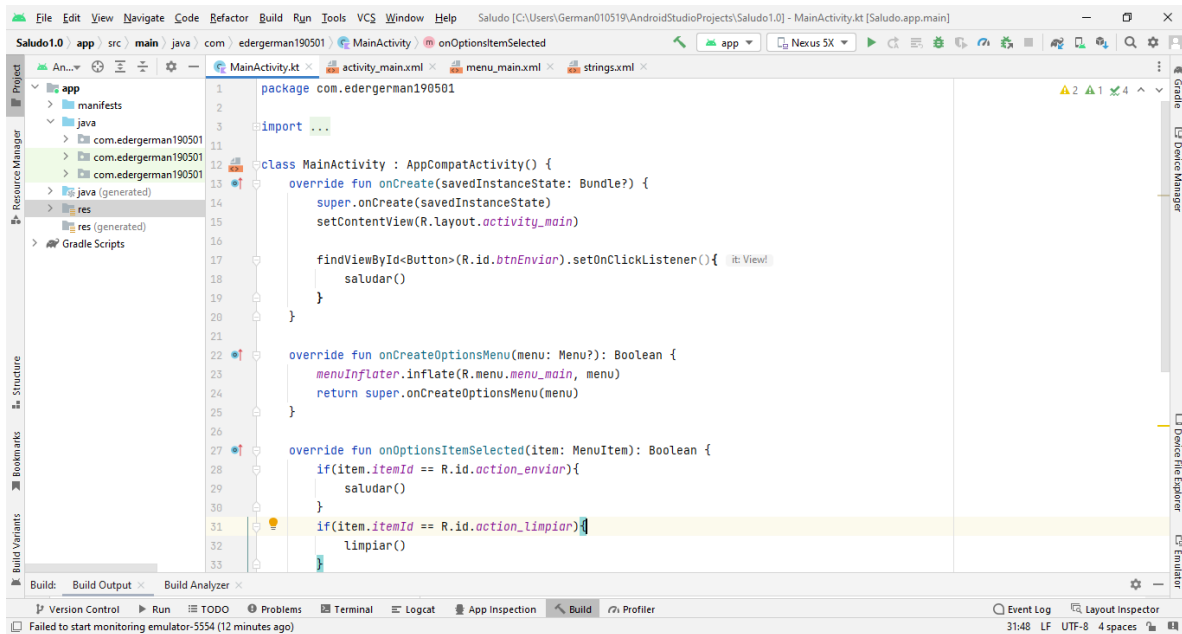 File Edit View Navigate Code Refactor Build Run Tools VCS Window Help Saludo [C:\Users\German010519\AndroidStudioProjects\Saludo1.0] - MainActivity.kt [Saludo.app.main]
Saludo1.0 app src main java com edergerman190501 MainActivity onOptionsItemSelected app Nexus 5X
An... MainActivity.kt activity_main.xml menu_main.xml strings.xml
Project
Resource Manager
Structure
Bookmarks
Build Variants
app
manifests
java
com.edergerman190501
com.edergerman190501
com.edergerman190501
java (generated)
res
res (generated)
Gradle Scripts
2 1 4
1 package com.edergerman190501
2
3 import ...
11
12 class MainActivity : AppCompatActivity() {
13 override fun onCreate(savedInstanceState: Bundle?) {
14 super.onCreate(savedInstanceState)
15 setContentView(R.layout.activity_main)
16
17 findViewById<Button>(R.id.btnEnviar).setOnClickListener(){ it: View!
18 saludar()
19 }
20 }
21
22 override fun onCreateOptionsMenu(menu: Menu?): Boolean {
23 menuInflater.inflate(R.menu.menu_main, menu)
24 return super.onCreateOptionsMenu(menu)
25 }
26
27 override fun onOptionsItemSelected(item: MenuItem): Boolean {
28 if(item.itemId == R.id.action_enviar){
29 saludar()
30 }
31 if(item.itemId == R.id.action_limpiar){
32 limpiar()
33 }
Gradle
Device Manager
Device File Explorer
Emulator
Build: Build Output Build Analyzer
Version Control Run TODO Problems Terminal Logcat App Inspection Build Profiler Event Log Layout Inspector
Failed to start monitoring emulator-5554 (12 minutes ago) 31:48 LF UTF-8 4 spaces